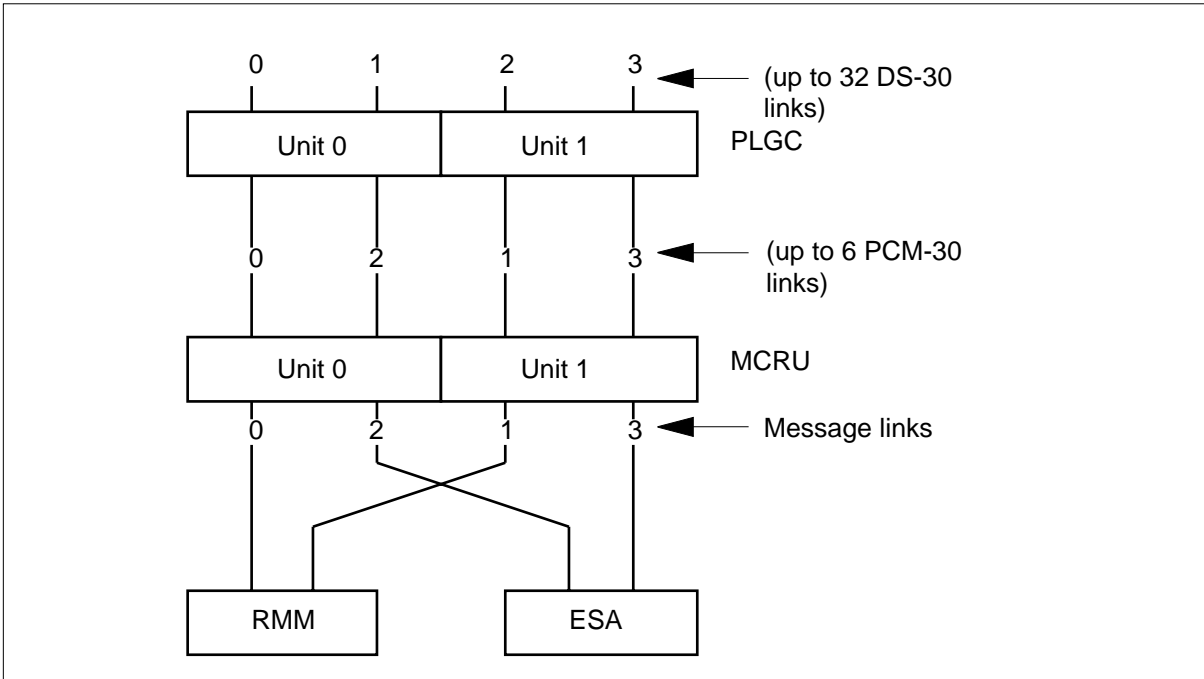 0 1 2 3
(up to 32 DS-30
links)
Unit 0 Unit 1 PLGC
0 2 1 3
(up to 6 PCM-30
links)
Unit 0 Unit 1 MCRU
0 2 1 3 Message links
RMM ESA